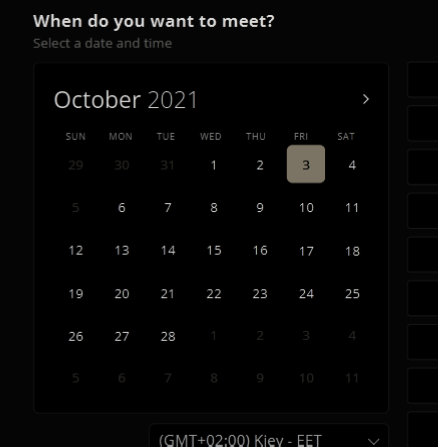 When do you want to meet?
Select a date and time
October 2021
SUN MON TUE WED THU FRI SAT
29 30 31 1 2 3 4
5 6 7 8 9 10 11
12 13 14 15 16 17 18
19 20 21 22 23 24 25
26 27 28 1 2 3 4
5 6 7 8 9 10 11
(GMT+02:00) Kiev - EET